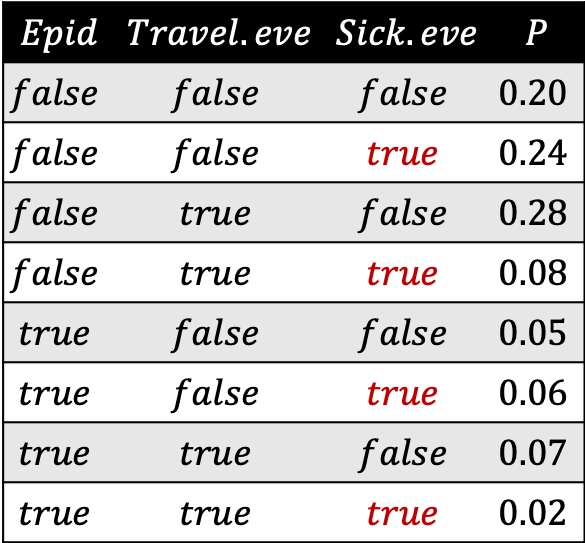 Epid Travel.eve Sick.eve P
false false false 0.20
false false true 0.24
false true false 0.28
false true true 0.08
true false false 0.05
true false true 0.06
true true false 0.07
true true true 0.02